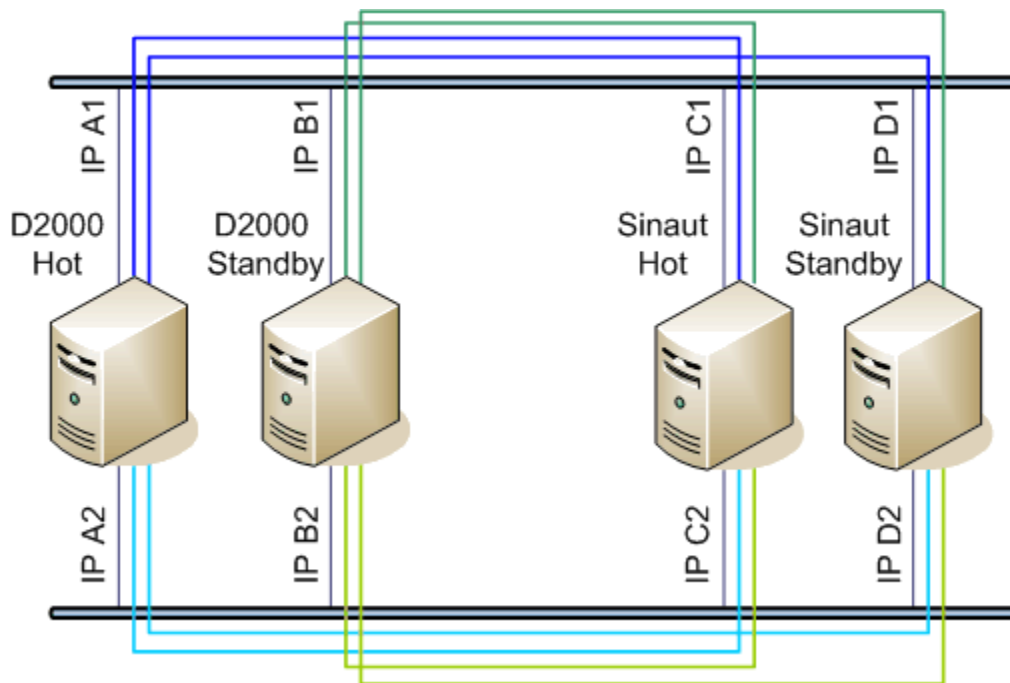 IP A1
IP B1
IP C1
IP D1
D2000
Hot
D2000
Standby
Sinaut
Hot
Sinaut
Standby
IP A2
IP B2
IP C2
IP D2